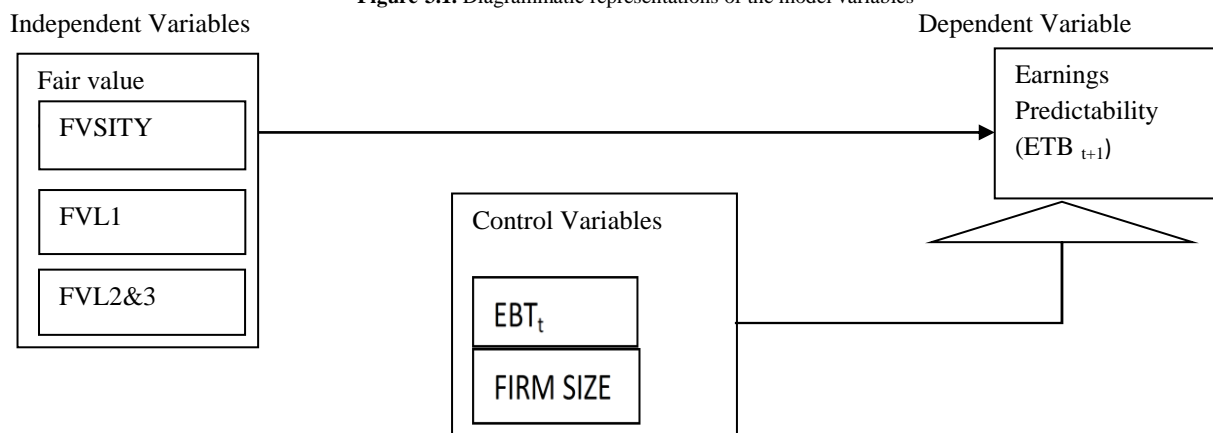 Figure 3.1. Diagrammatic representations of the model variables
Independent Variables
Dependent Variable
Fair value
FVSITY
FVL1
FVL2&3
Control Variables
EBTt
FIRM SIZE
Earnings
Predictability
(ETB t+1)